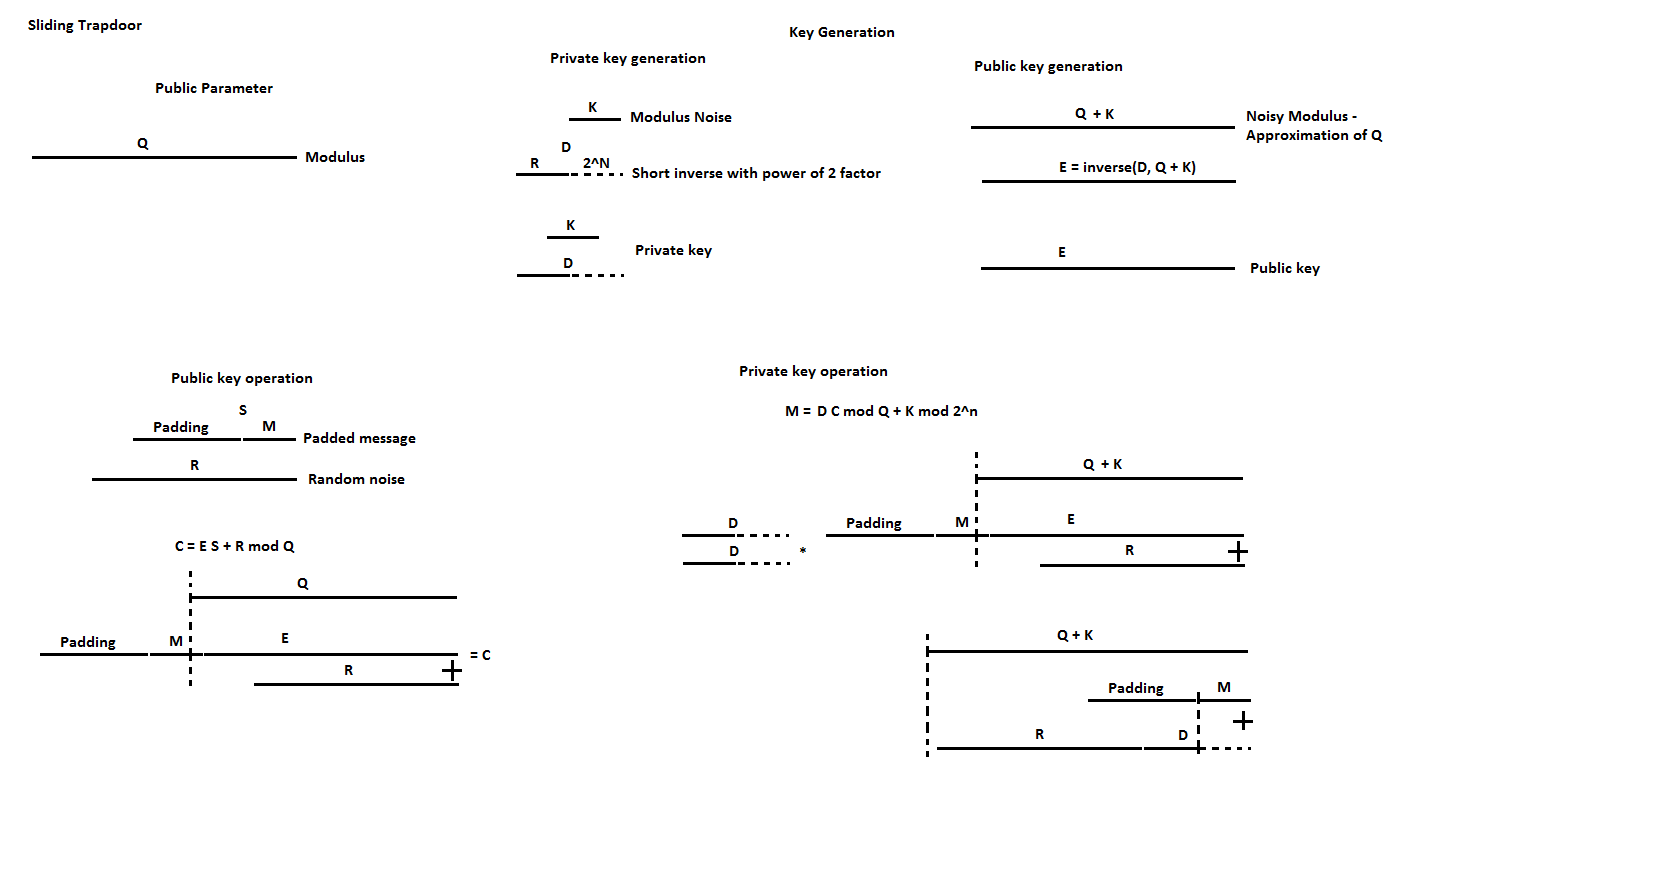 Sliding Trapdoor
Public Parameter
Q
Modulus
Key Generation
Private key generation
K
Modulus Noise
D
R 2^N
Short inverse with power of 2 factor
K
D
Private key
Public key generation
Q + K
Noisy Modulus -
Approximation of Q
E = inverse(D, Q + K)
E
Public key
Public key operation
S
Padding M
Padded message
R
Random noise
C = E S + R mod Q
Q
Padding M E
= C
R +
Private key operation
M = D C mod Q + K mod 2^n
Q + K
D Padding M E
D * R +
Q + K
Padding M
+
R D